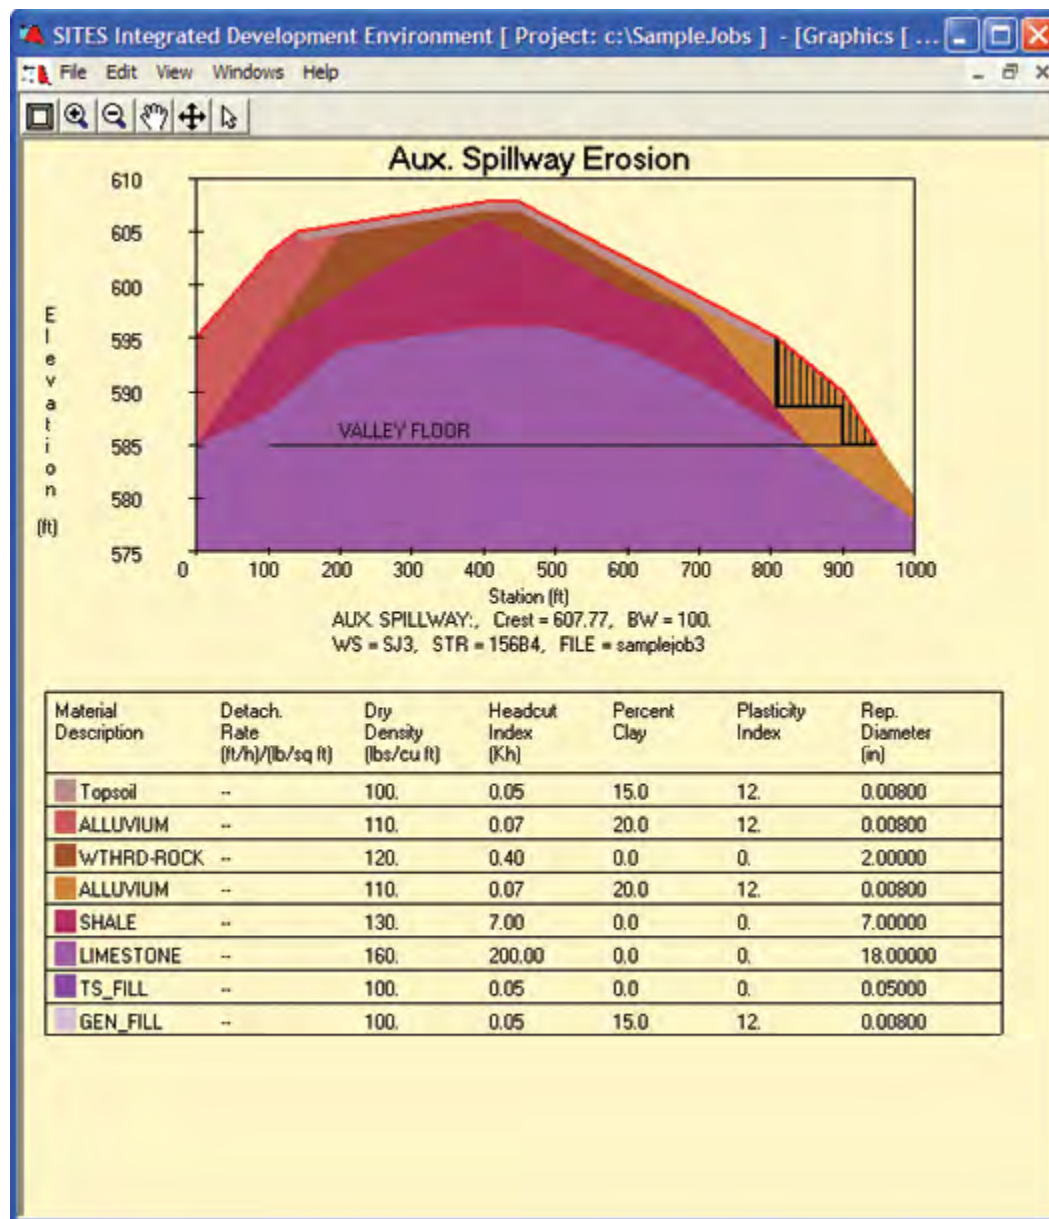 SITES Integrated Development Environment [ Project: c:\SampleJobs ] - [Graphics [ ...
File Edit View Windows Help
Aux. Spillway Erosion
610
605
600
595
590
585
580
575
Elevation
(ft)
VALLEY FLOOR
0 100 200 300 400 500 600 700 800 900 1000
Station (ft)
AUX. SPILLWAY:, Crest = 607.77, BW = 100.
WS = SJ3, STR = 156B4, FILE = samplejob3
Material Detach. Dry Headcut Percent Plasticity Rep.
Description Rate Density Index Clay Index Diameter
(ft/h)/(lb/sq ft) (lbs/cu ft) (Kh) (in)
Topsoil -- 100. 0.05 15.0 12. 0.00800
ALLUVIUM -- 110. 0.07 20.0 12. 0.00800
WTHRD-ROCK -- 120. 0.40 0.0 0. 2.00000
ALLUVIUM -- 110. 0.07 20.0 12. 0.00800
SHALE -- 130. 7.00 0.0 0. 7.00000
LIMESTONE -- 160. 200.00 0.0 0. 18.00000
TS_FILL -- 100. 0.05 0.0 0. 0.05000
GEN_FILL -- 100. 0.05 15.0 12. 0.00800